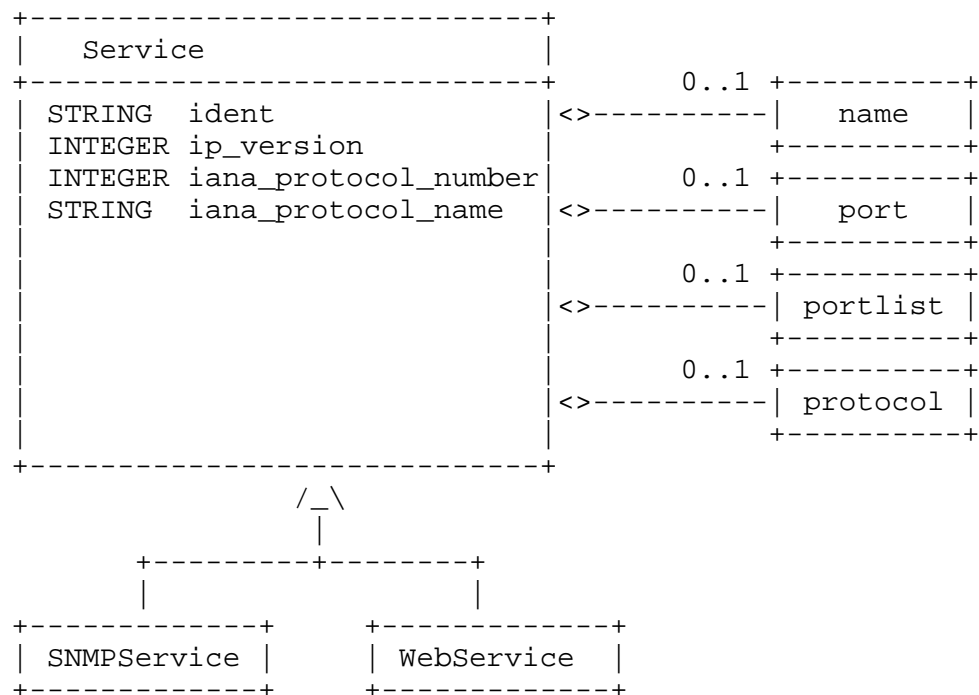 Service
0..1
STRING ident name
INTEGER ip_version
INTEGER iana_protocol_number 0..1
STRING iana_protocol_name port
0..1
portlist
0..1
protocol
SNMPService WebService